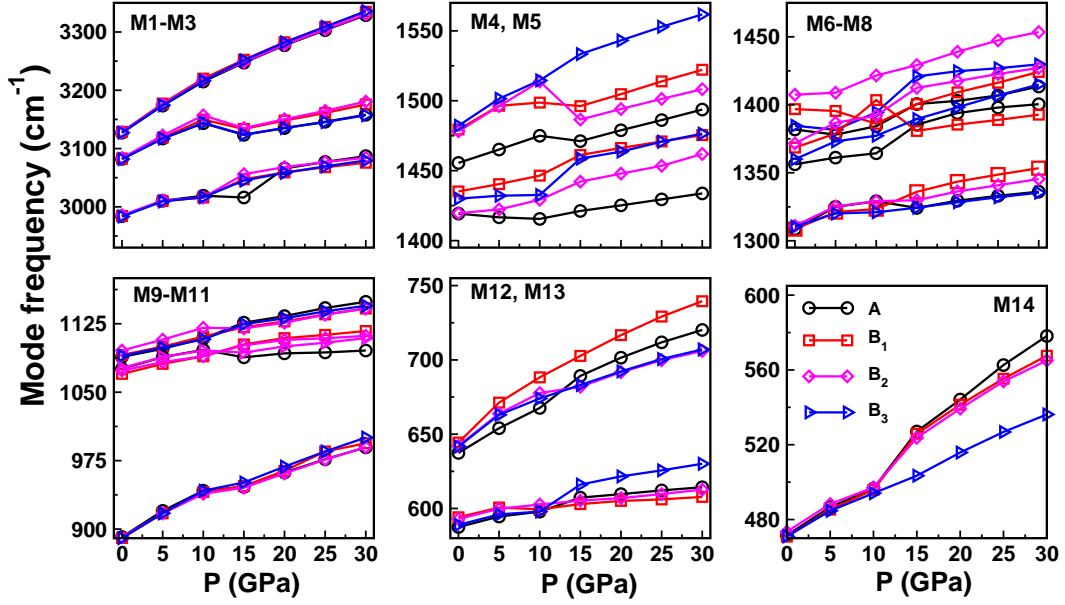 Mode frequency (cm⁻¹)
M1-M3
3300
3200
3100
3000
M4, M5
1550
1500
1450
1400
M6-M8
1450
1400
1350
1300
M9-M11
1125
1050
975
900
0 5 10 15 20 25 30
P (GPa)
M12, M13
750
700
650
600
0 5 10 15 20 25 30
P (GPa)
M14
600
560
520
480
A
B₁
B₂
B₃
0 5 10 15 20 25 30
P (GPa)